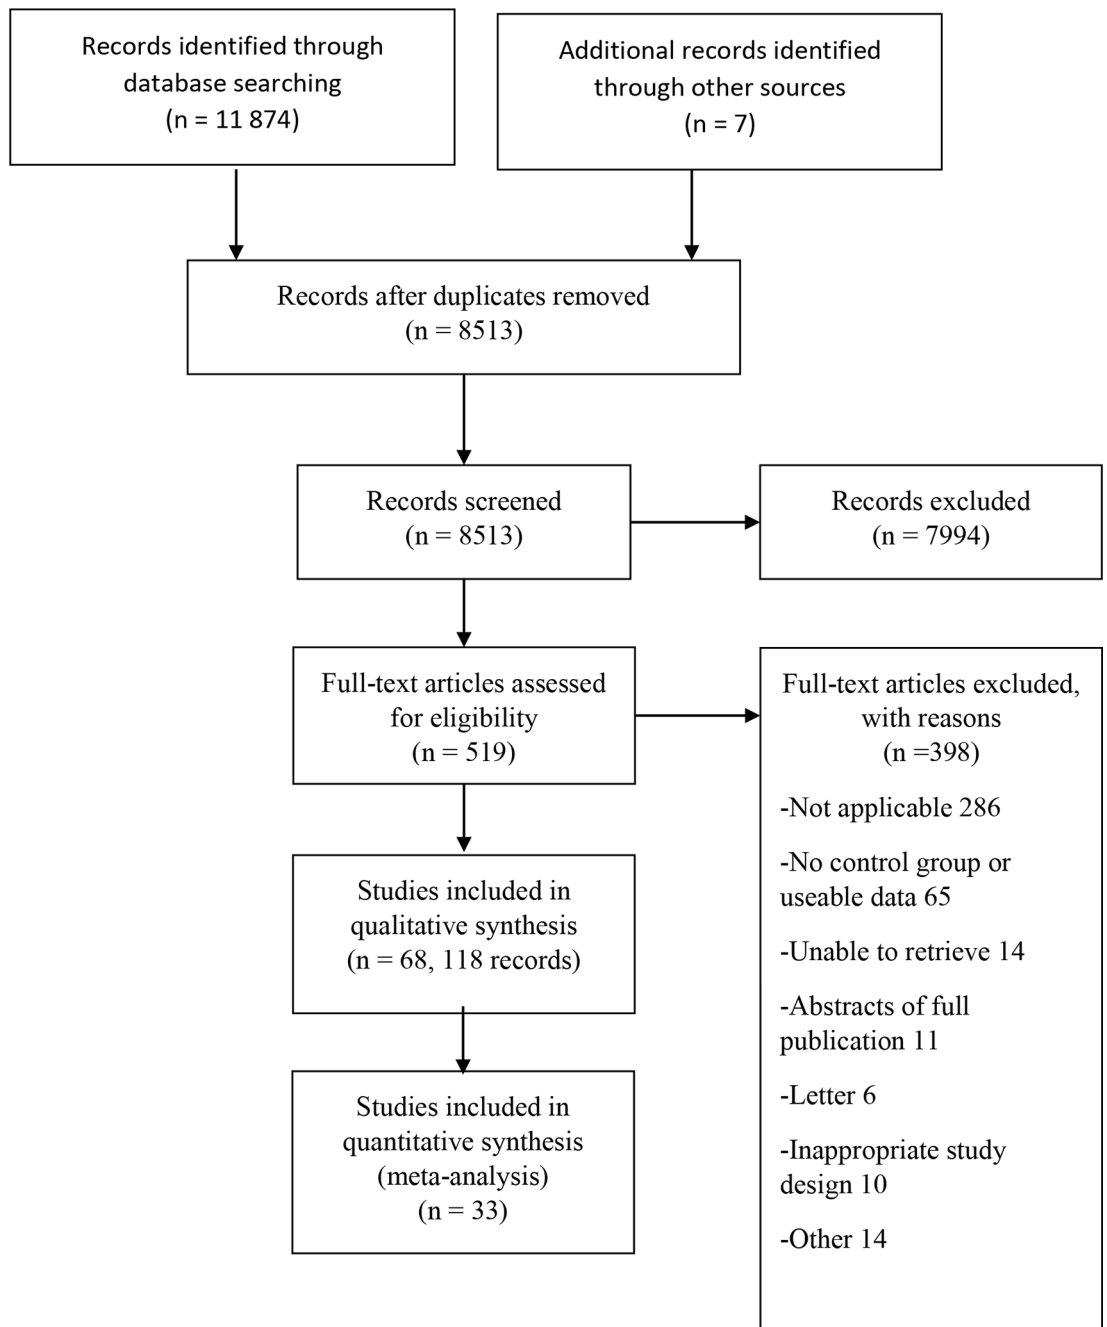 Records identified through
database searching
(n = 11 874)
Additional records identified
through other sources
(n = 7)
Records after duplicates removed
(n = 8513)
Records screened
(n = 8513)
Records excluded
(n = 7994)
Full-text articles assessed
for eligibility
(n = 519)
Full-text articles excluded,
with reasons
(n =398)
-Not applicable 286
-No control group or
useable data 65
-Unable to retrieve 14
-Abstracts of full
publication 11
-Letter 6
-Inappropriate study
design 10
-Other 14
Studies included in
qualitative synthesis
(n = 68, 118 records)
Studies included in
quantitative synthesis
(meta-analysis)
(n = 33)